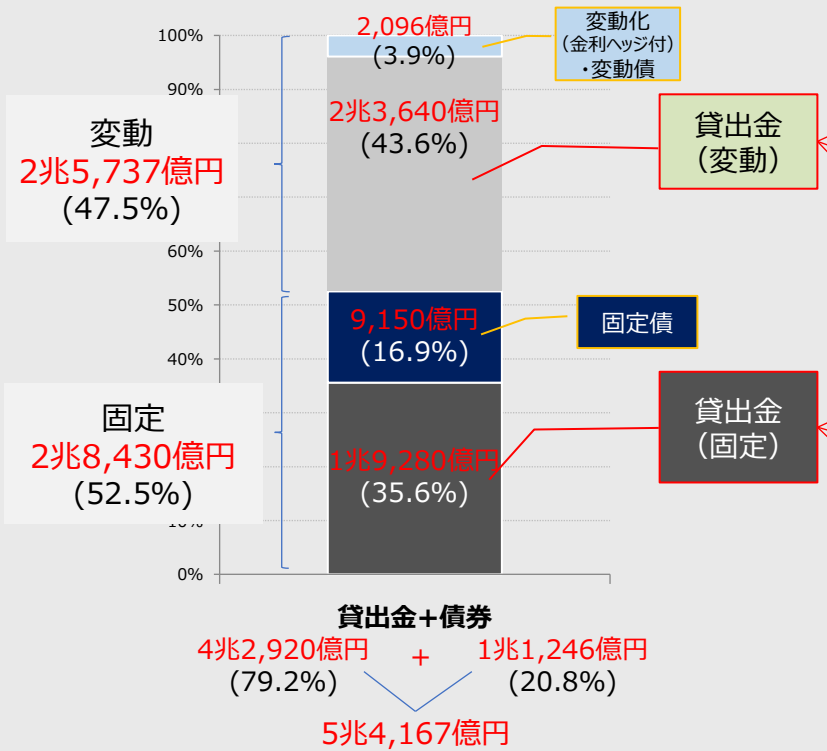 100%
90%
60%
50%
40%
10%
0%
2,096億円
(3.9%)
変動化
(金利ヘッジ付)
・変動債
変動
2兆5,737億円
(47.5%)
2兆3,640億円
(43.6%)
貸出金
(変動)
9,150億円
(16.9%)
固定債
固定
2兆8,430億円
(52.5%)
1兆9,280億円
(35.6%)
貸出金
(固定)
貸出金+債券
4兆2,920億円
(79.2%)
+
1兆1,246億円
(20.8%)
5兆4,167億円